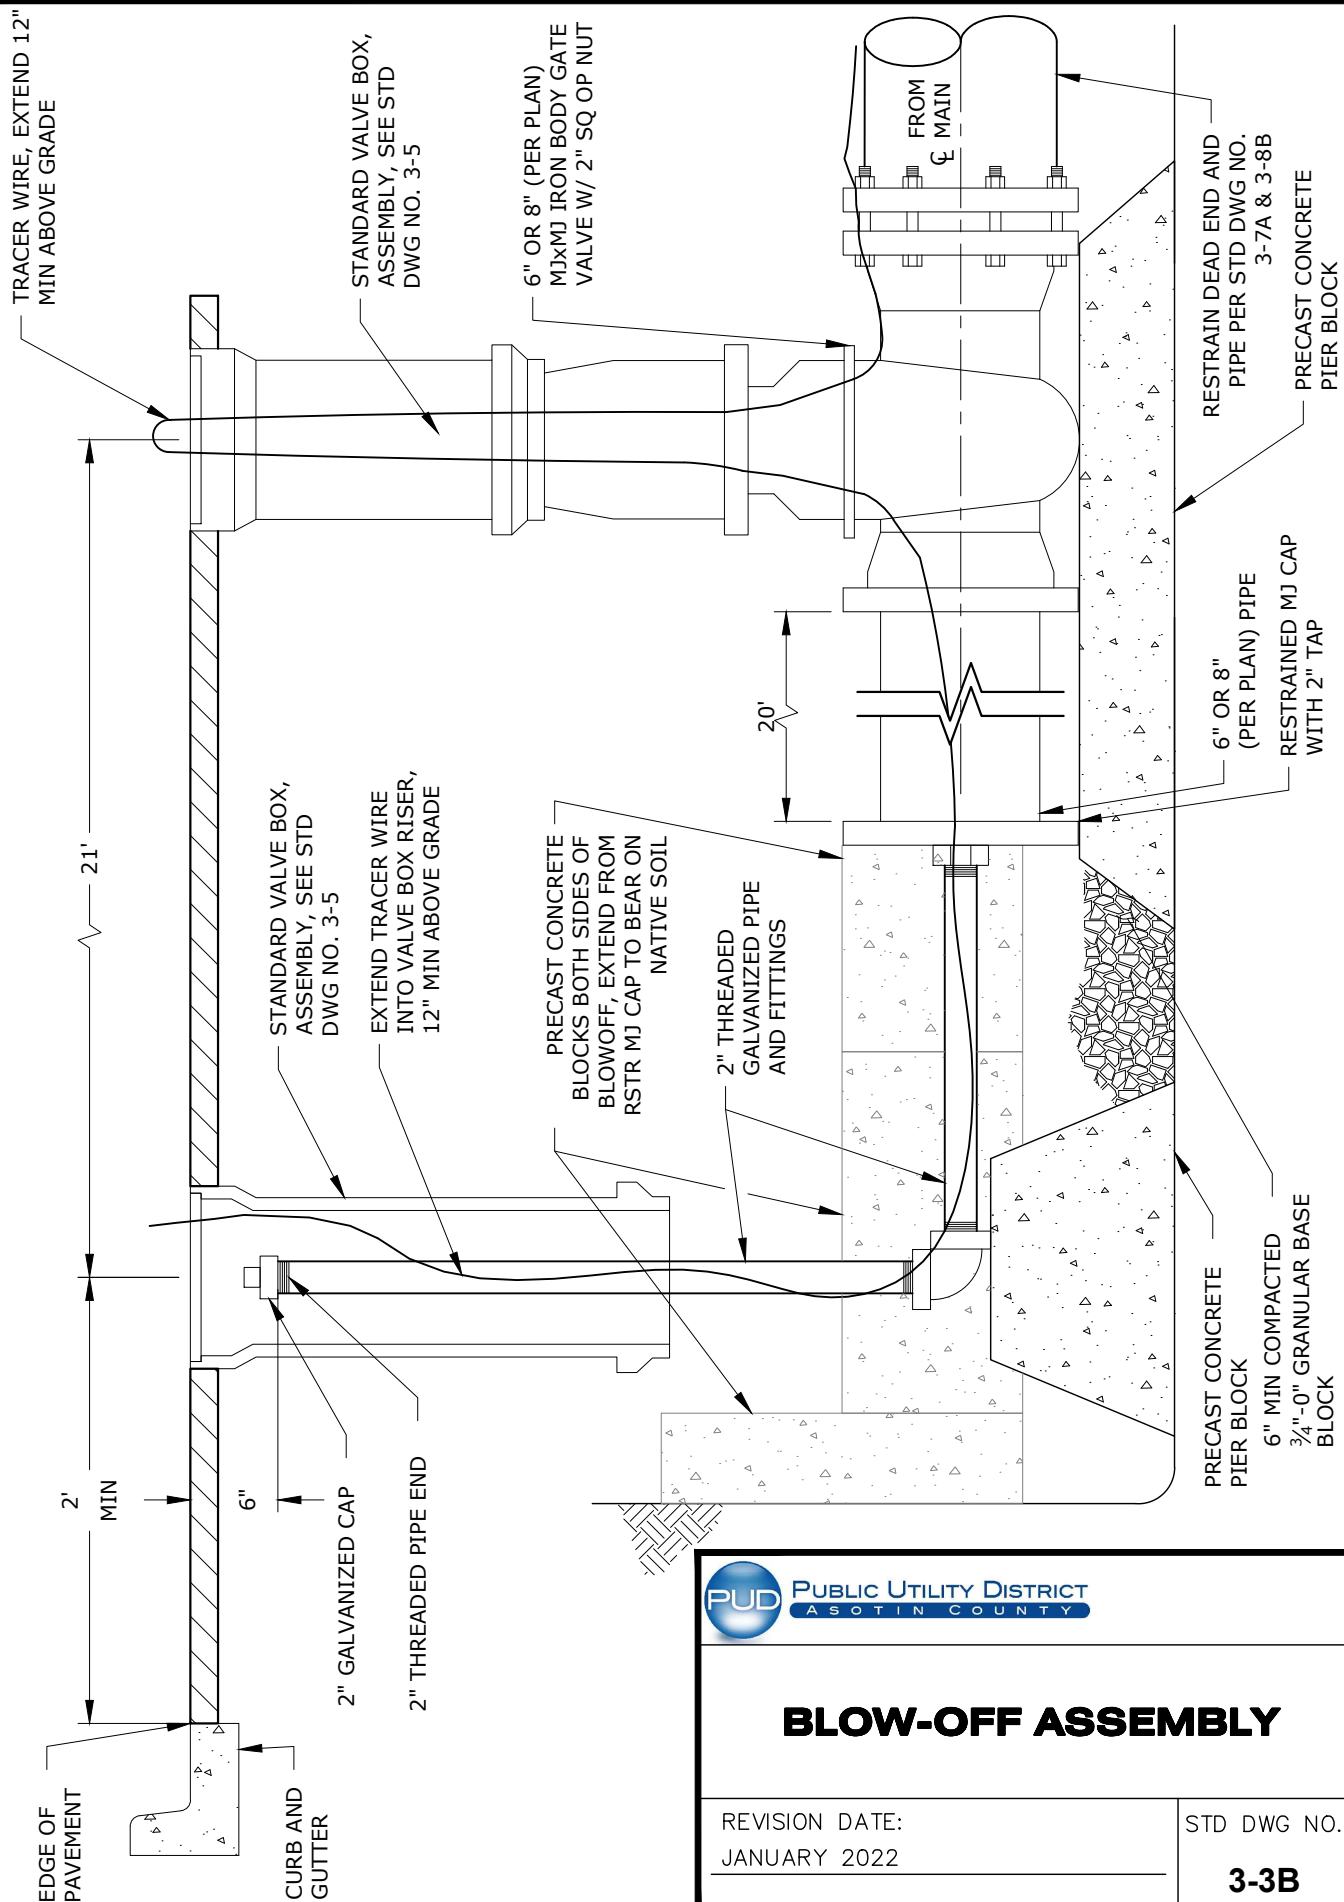 TRACER WIRE, EXTEND 12"
MIN ABOVE GRADE
STANDARD VALVE BOX,
ASSEMBLY, SEE STD
DWG NO. 3-5
6" OR 8" (PER PLAN)
MJxMJ IRON BODY GATE
VALVE W/ 2" SQ OP NUT
FROM
℄ MAIN
RESTRAIN DEAD END AND
PIPE PER STD DWG NO.
3-7A & 3-8B
PRECAST CONCRETE
PIER BLOCK
21'
20'
STANDARD VALVE BOX,
ASSEMBLY, SEE STD
DWG NO. 3-5
EXTEND TRACER WIRE
INTO VALVE BOX RISER,
12" MIN ABOVE GRADE
PRECAST CONCRETE
BLOCKS BOTH SIDES OF
BLOWOFF, EXTEND FROM
RSTR MJ CAP TO BEAR ON
NATIVE SOIL
2" THREADED
GALVANIZED PIPE
AND FITTINGS
6" OR 8"
(PER PLAN) PIPE
RESTRAINED MJ CAP
WITH 2" TAP
2'
MIN
6"
2" GALVANIZED CAP
2" THREADED PIPE END
PRECAST CONCRETE
PIER BLOCK
6" MIN COMPACTED
¾"-0" GRANULAR BASE
BLOCK
EDGE OF
PAVEMENT
CURB AND
GUTTER
PUD
PUBLIC UTILITY DISTRICT
ASOTIN COUNTY
BLOW-OFF ASSEMBLY
REVISION DATE:
JANUARY 2022
STD DWG NO.
3-3B